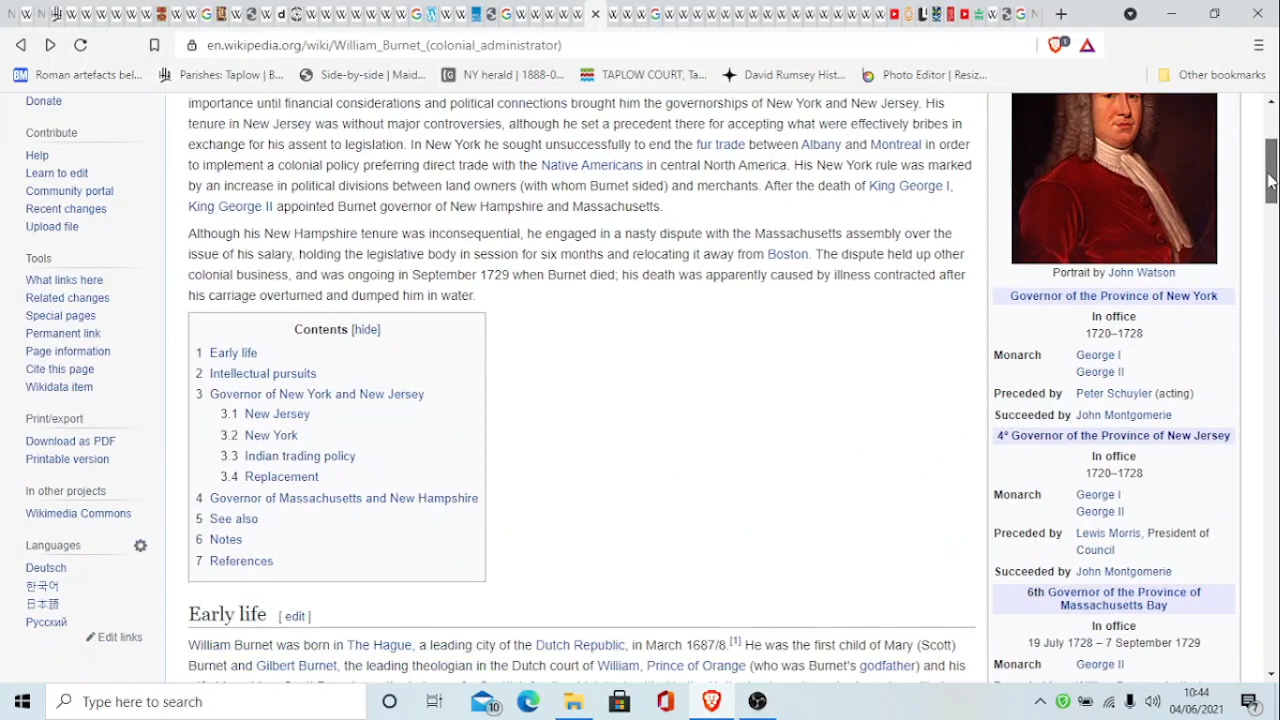 en.wikipedia.org/wiki/William_Burnet_(colonial_administrator)
1
BM Roman artefacts bel...
Parishes: Taplow | B...
Side-by-side | Maid...
NY herald | 1888-0...
TAPLOW COURT, Ta...
David Rumsey Hist...
Photo Editor | Resiz...
Other bookmarks
Donate
Contribute
Help
Learn to edit
Community portal
Recent changes
Upload file
Tools
What links here
Related changes
Special pages
Permanent link
Page information
Cite this page
Wikidata item
Print/export
Download as PDF
Printable version
In other projects
Wikimedia Commons
Languages
Deutsch
한국어
日本語
Русский
Edit links
importance until financial considerations and political connections brought him the governorships of New York and New Jersey. His
tenure in New Jersey was without major controversies, although he set a precedent there for accepting what were effectively bribes in
exchange for his assent to legislation. In New York he sought unsuccessfully to end the fur trade between Albany and Montreal in order
to implement a colonial policy preferring direct trade with the Native Americans in central North America. His New York rule was marked
by an increase in political divisions between land owners (with whom Burnet sided) and merchants. After the death of King George I,
King George II appointed Burnet governor of New Hampshire and Massachusetts.
Although his New Hampshire tenure was inconsequential, he engaged in a nasty dispute with the Massachusetts assembly over the
issue of his salary, holding the legislative body in session for six months and relocating it away from Boston. The dispute held up other
colonial business, and was ongoing in September 1729 when Burnet died; his death was apparently caused by illness contracted after
his carriage overturned and dumped him in water.
Contents [hide]
1 Early life
2 Intellectual pursuits
3 Governor of New York and New Jersey
3.1 New Jersey
3.2 New York
3.3 Indian trading policy
3.4 Replacement
4 Governor of Massachusetts and New Hampshire
5 See also
6 Notes
7 References
Early life [ edit ]
William Burnet was born in The Hague, a leading city of the Dutch Republic, in March 1687/8.[1] He was the first child of Mary (Scott)
Burnet and Gilbert Burnet, the leading theologian in the Dutch court of William, Prince of Orange (who was Burnet's godfather) and his
Portrait by John Watson
Governor of the Province of New York
In office
1720–1728
Monarch George I
George II
Preceded by Peter Schuyler (acting)
Succeeded by John Montgomerie
4° Governor of the Province of New Jersey
In office
1720–1728
Monarch George I
George II
Preceded by Lewis Morris, President of
Council
Succeeded by John Montgomerie
6th Governor of the Province of
Massachusetts Bay
In office
19 July 1728 – 7 September 1729
Monarch George II
Type here to search
10
10:44
04/06/2021
7